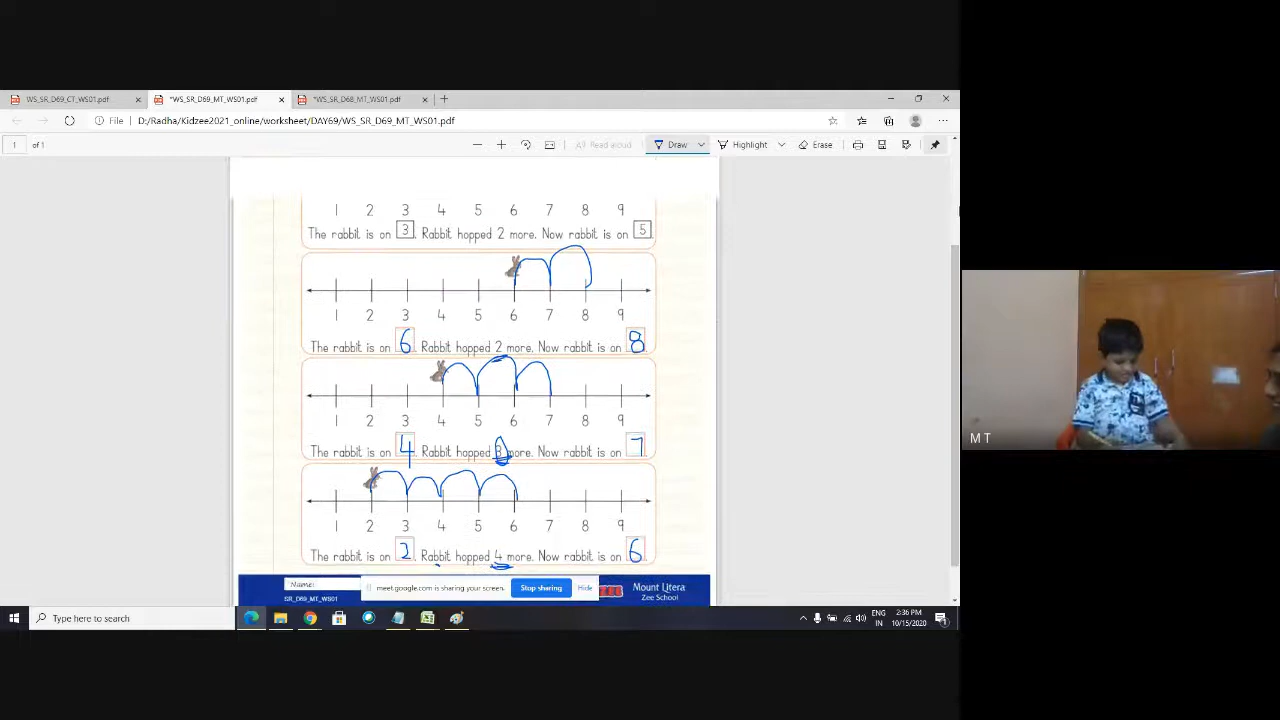 WS_SR_D69_CT_WS01.pdf
*WS_SR_D69_MT_WS01.pdf
*WS_SR_D68_MT_WS01.pdf
File D:/Radha/Kidzee2021_online/worksheet/DAY69/WS_SR_D69_MT_WS01.pdf
1 of 1
Read aloud
Draw
Highlight
Erase
1 2 3 4 5 6 7 8 9
The rabbit is on 3. Rabbit hopped 2 more. Now rabbit is on 5.
1 2 3 4 5 6 7 8 9
The rabbit is on 6. Rabbit hopped 2 more. Now rabbit is on 8.
1 2 3 4 5 6 7 8 9
The rabbit is on 4. Rabbit hopped 3 more. Now rabbit is on 7.
1 2 3 4 5 6 7 8 9
The rabbit is on 2. Rabbit hopped 4 more. Now rabbit is on 6.
Name:
SR_D69_MT_WS01
meet.google.com is sharing your screen.
Stop sharing
Hide
Mount Litera
Zee School
M T
Type here to search
ENG
IN
2:36 PM
10/15/2020